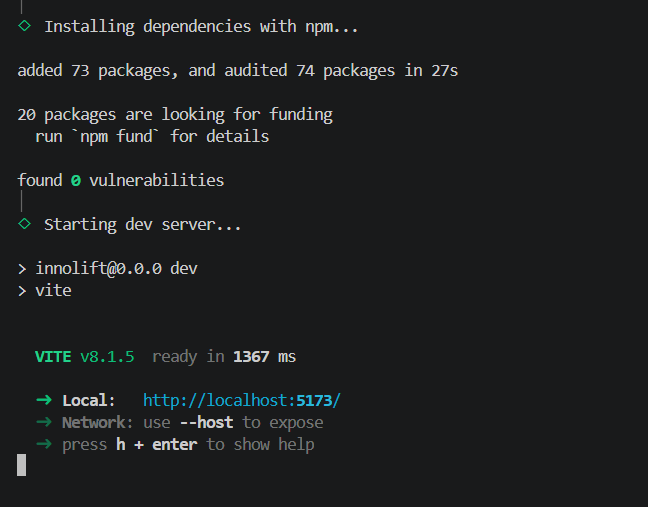 ◇ Installing dependencies with npm...
added 73 packages, and audited 74 packages in 27s
20 packages are looking for funding
run `npm fund` for details
found 0 vulnerabilities
◇ Starting dev server...
> innolift@0.0.0 dev
> vite
VITE v8.1.5 ready in 1367 ms
➜ Local: http://localhost:5173/
➜ Network: use --host to expose
➜ press h + enter to show help